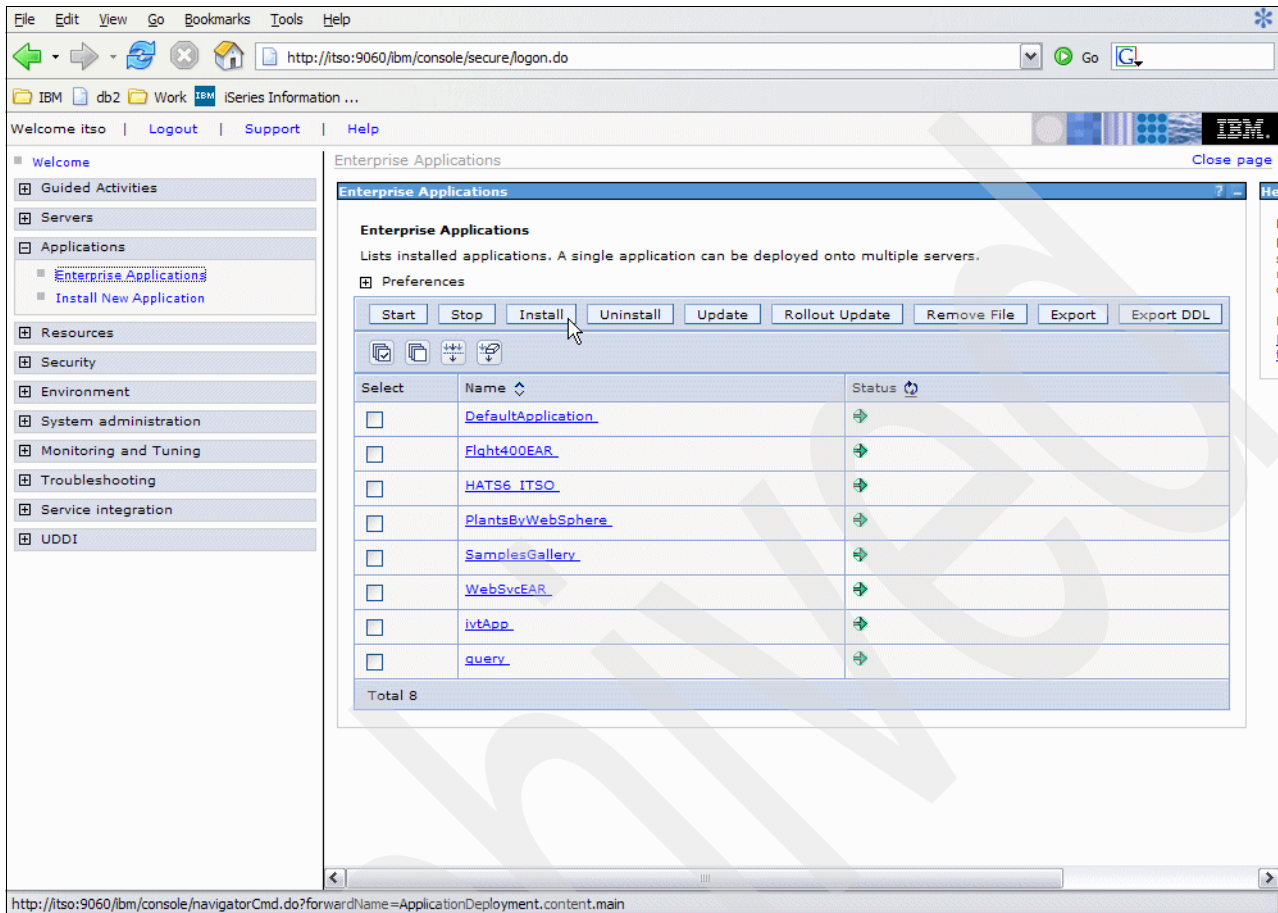 File Edit View Go Bookmarks Tools Help
http://itso:9060/ibm/console/secure/logon.do Go G
IBM db2 Work IBM iSeries Information ...
Welcome itso | Logout | Support | Help IBM.
Welcome
Guided Activities
Servers
Applications
Enterprise Applications
Install New Application
Resources
Security
Environment
System administration
Monitoring and Tuning
Troubleshooting
Service integration
UDDI
Enterprise Applications Close page
Enterprise Applications ? _
He
Enterprise Applications
Lists installed applications. A single application can be deployed onto multiple servers.
Preferences
Start Stop Install Uninstall Update Rollout Update Remove File Export Export DDL
Select Name Status
DefaultApplication
Flght400EAR
HATS6_ITSO
PlantsByWebSphere
SamplesGallery
WebSvcEAR
ivtApp
query
Total 8
http://itso:9060/ibm/console/navigatorCmd.do?forwardName=ApplicationDeployment.content.main